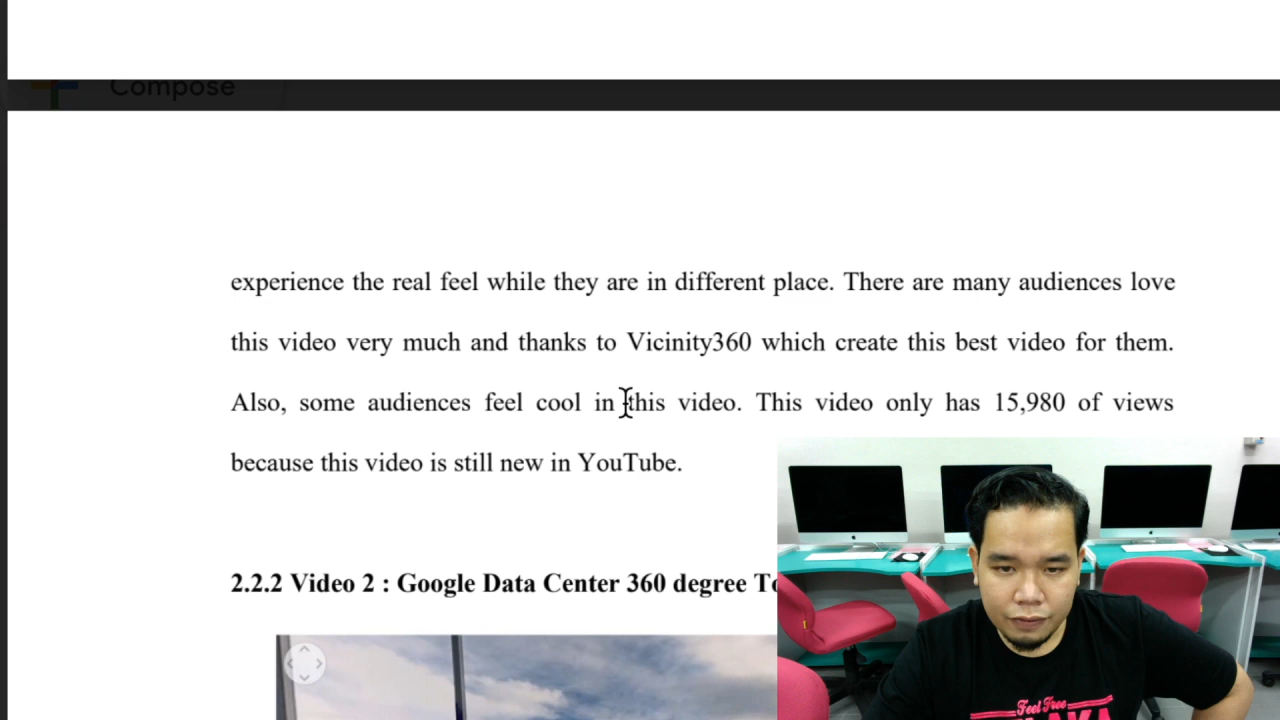 Compose
experience the real feel while they are in different place. There are many audiences love
this video very much and thanks to Vicinity360 which create this best video for them.
Also, some audiences feel cool in this video. This video only has 15,980 of views
because this video is still new in YouTube.
2.2.2 Video 2 : Google Data Center 360 degree
Feel Free